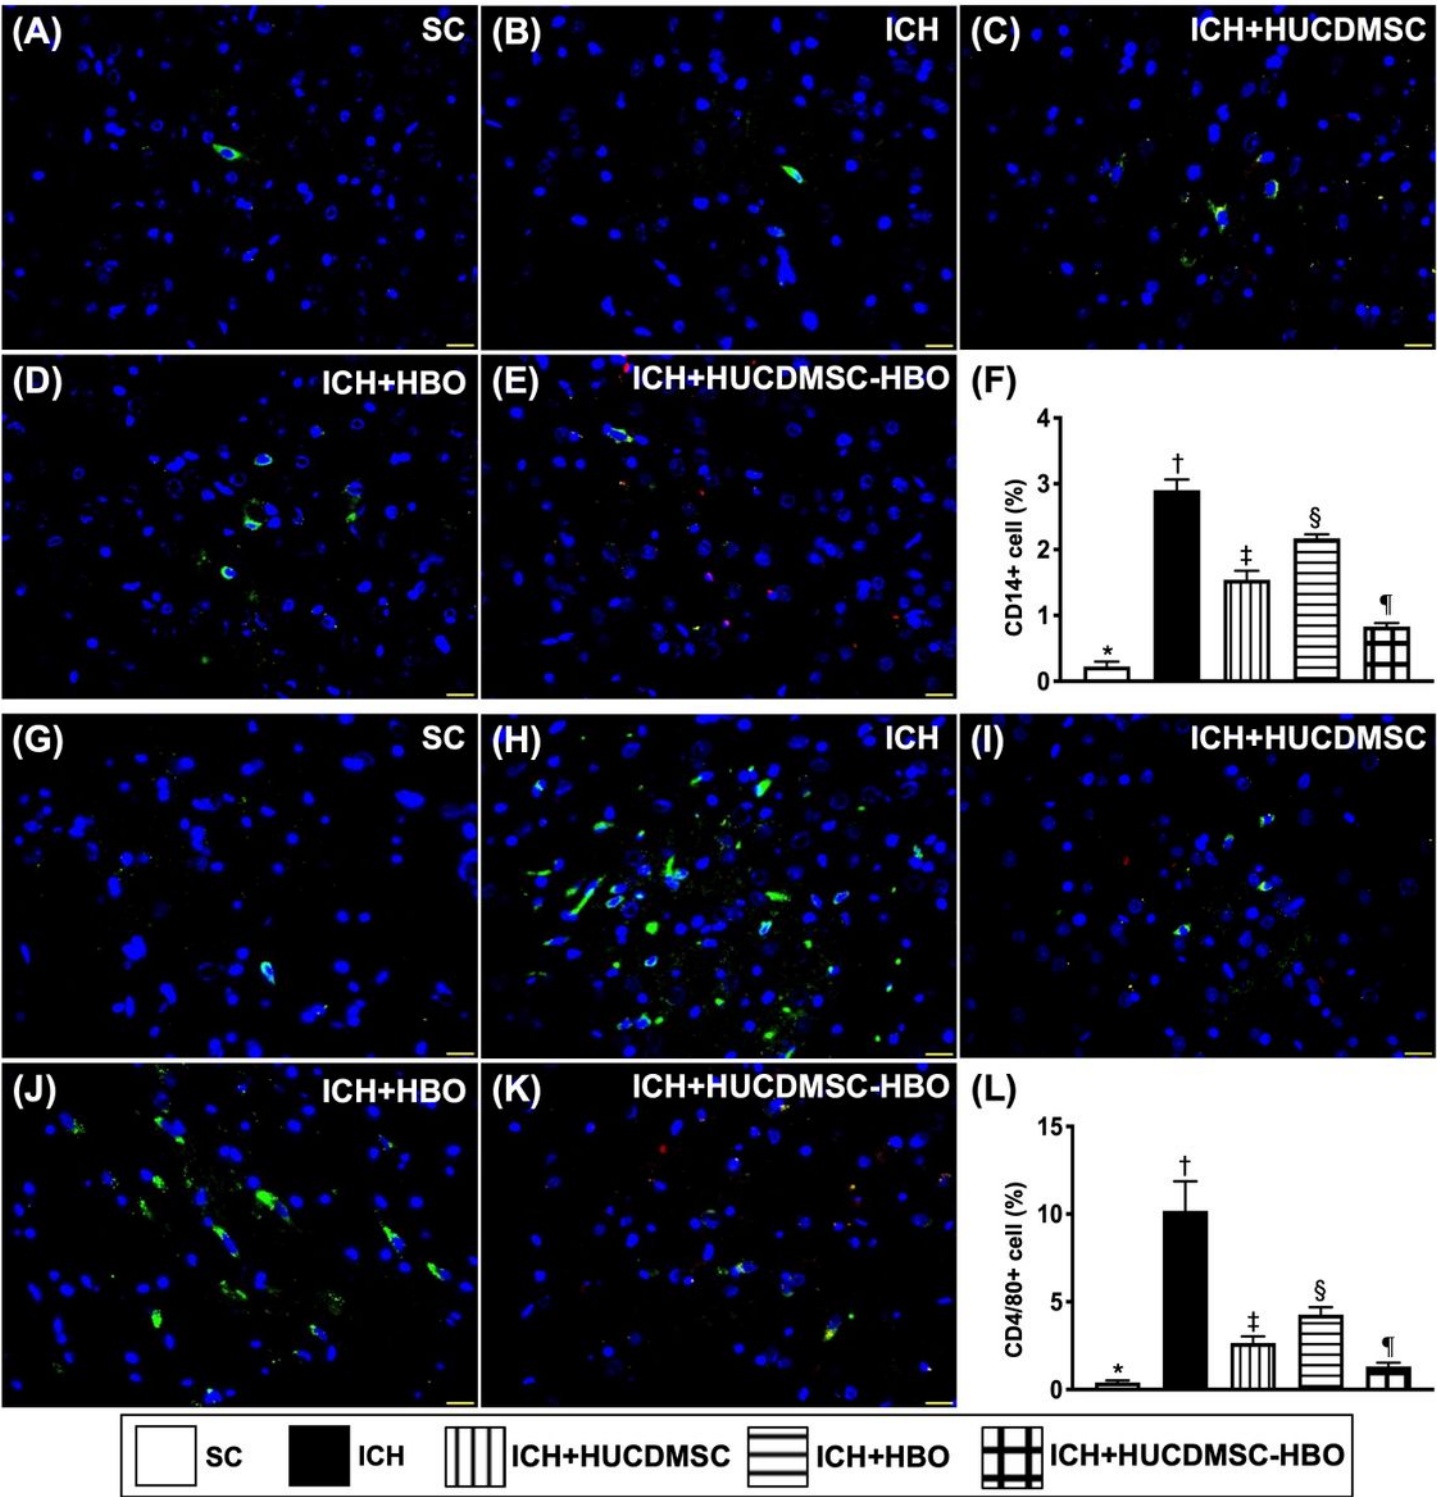 (A) SC
(B) ICH
(C) ICH+HUCDMSC
(D) ICH+HBO
(E) ICH+HUCDMSC-HBO
(F)
CD14+ cell (%)
4
3
2
1
0
*
†
‡
§
¶
(G) SC
(H) ICH
(I) ICH+HUCDMSC
(J) ICH+HBO
(K) ICH+HUCDMSC-HBO
(L)
CD4/80+ cell (%)
15
10
5
0
*
†
‡
§
¶
SC ICH ICH+HUCDMSC ICH+HBO ICH+HUCDMSC-HBO